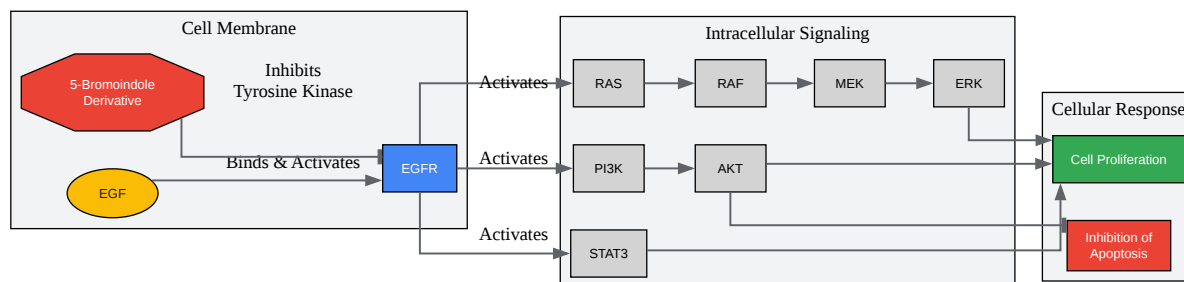 Cell Membrane
5-Bromoindole
Derivative
Inhibits
Tyrosine Kinase
Binds & Activates
EGF
EGFR
Activates
Activates
Activates
Intracellular Signaling
RAS
RAF
MEK
ERK
PI3K
AKT
STAT3
Cellular Response
Cell Proliferation
Inhibition of
Apoptosis